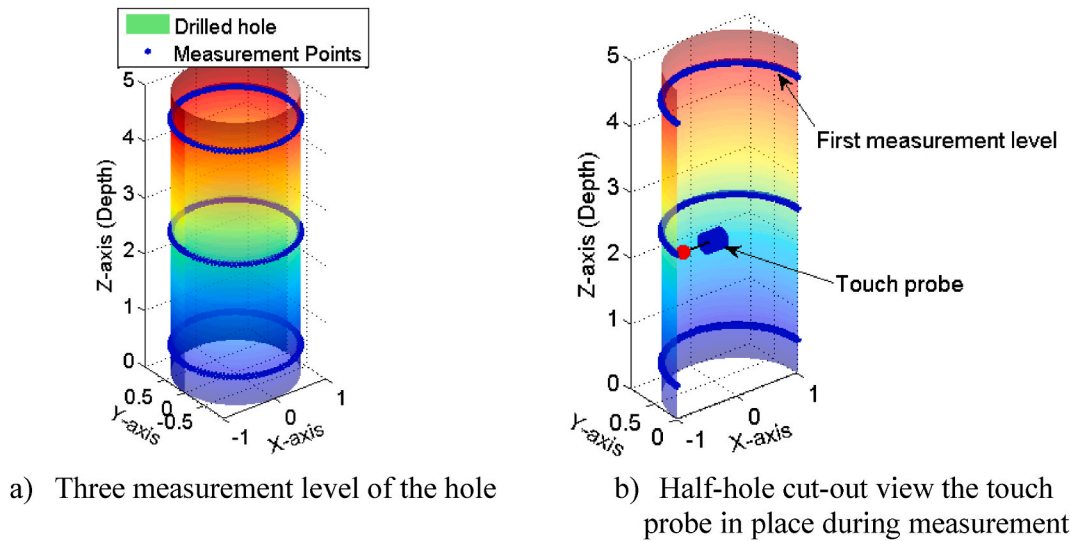 Drilled hole
Measurement Points
5
4
3
2
1
0
Z-axis (Depth)
0.5
0
-0.5
Y-axis
-1
0
1
X-axis
5
4
3
2
1
0
Z-axis (Depth)
0.5
0
Y-axis
-1
0
1
X-axis
First measurement level
Touch probe
a) Three measurement level of the hole
b) Half-hole cut-out view the touch
probe in place during measurement